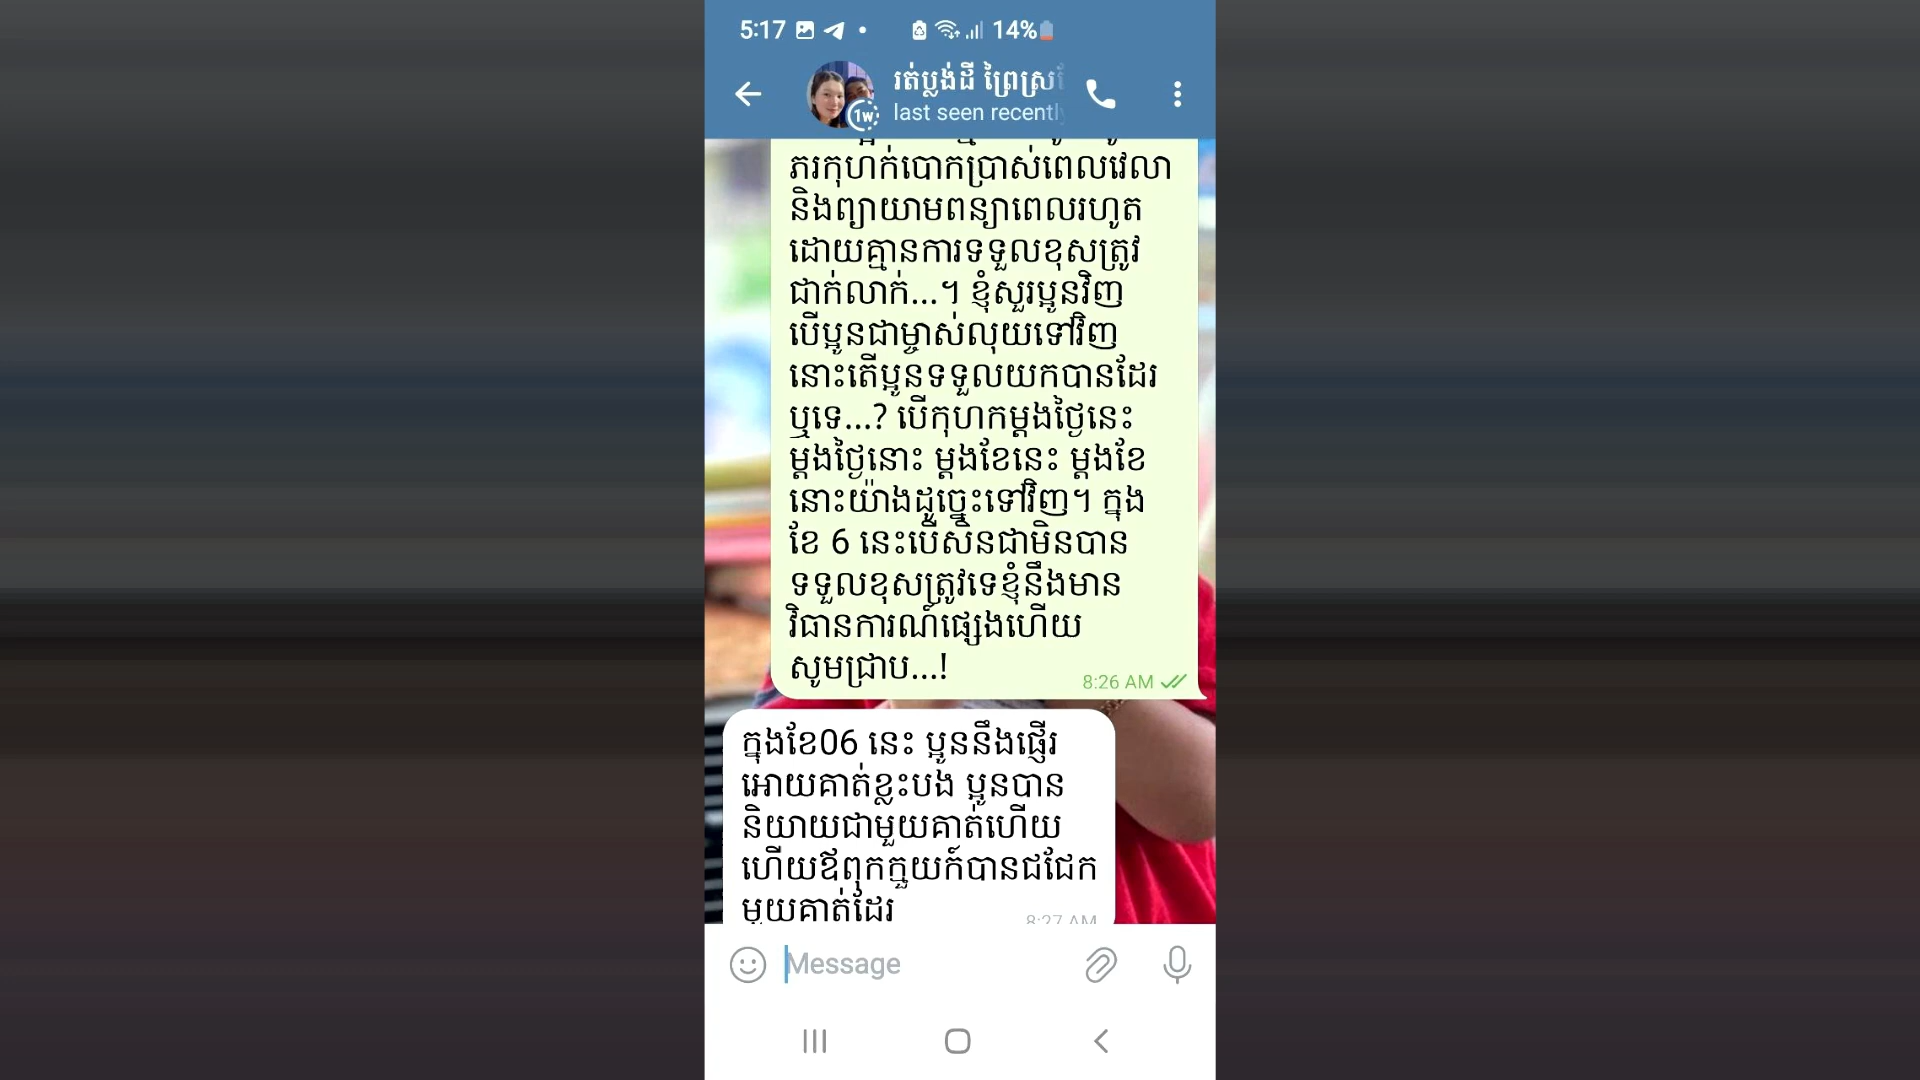 5:17
14%
រត់ប្លង់ដី ព្រៃស្រ
last seen recently
1w
ភរកុហក់បោកប្រាស់ពេលវេលា
និងព្យាយាមពន្យាពេលរហូត
ដោយគ្មានការទទួលខុសត្រូវ
ជាក់លាក់...។ ខ្ញុំសួរប្អូនវិញ
បើប្អូនជាម្ចាស់លុយទៅវិញ
នោះតើប្អូនទទួលយកបានដែរ
ឬទេ...? បើកុហកម្តងថ្ងៃនេះ
ម្តងថ្ងៃនោះ ម្តងខែនេះ ម្តងខែ
នោះយ៉ាងដូច្នេះទៅវិញ។ ក្នុង
ខែ 6 នេះបើសិនជាមិនបាន
ទទួលខុសត្រូវទេខ្ញុំនឹងមាន
វិធានការណ៍ផ្សេងហើយ
សូមជ្រាប...!
8:26 AM
ក្នុងខែ06 នេះ ប្អូននឹងផ្ញើរ
អោយគាត់ខ្លះបង ប្អូនបាន
និយាយជាមួយគាត់ហើយ
ហើយឪពុកក្មួយក៍បានជជែក
មួយគាត់ដែរ
8:27 AM
Message